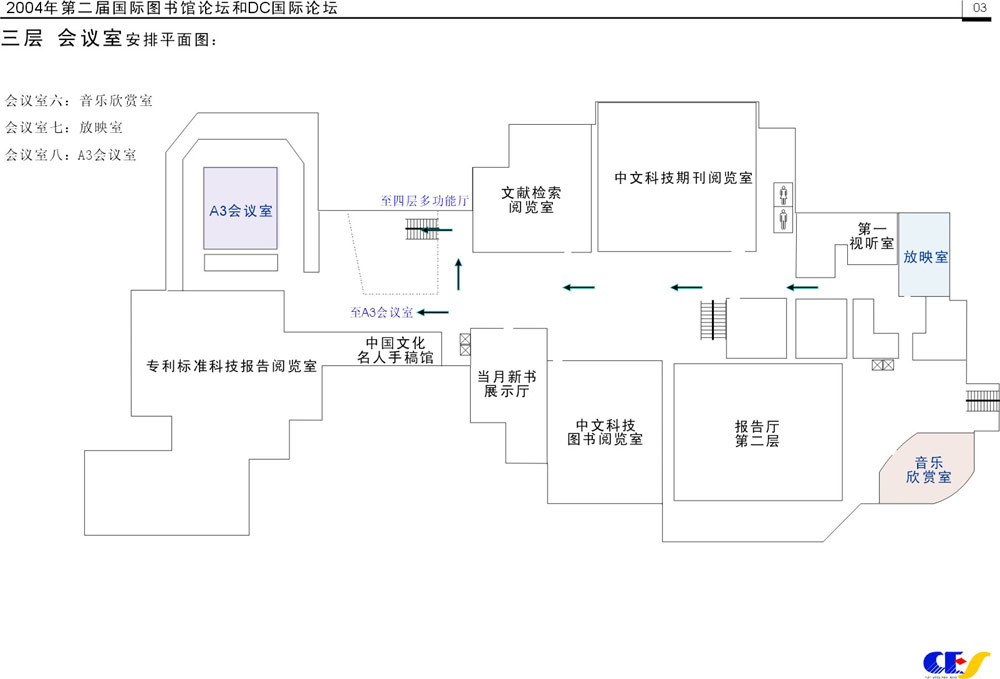 2004年第二届国际图书馆论坛和DC国际论坛
03
三层 会议室安排平面图：
会议室六：音乐欣赏室
会议室七：放映室
会议室八：A3会议室
中文科技期刊阅览室
文献检索
阅览室
至四层多功能厅
A3会议室
第一
视听室
放映室
至A3会议室
中国文化
名人手稿馆
专利标准科技报告阅览室
当月新书
展示厅
中文科技
图书阅览室
报告厅
第二层
音乐
欣赏室
CES